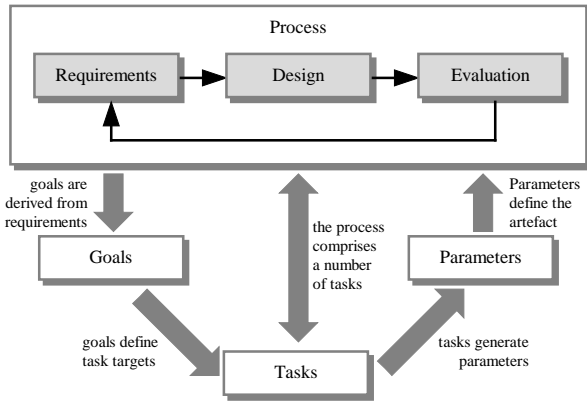 Process
Requirements
Design
Evaluation
goals are
derived from
requirements
Parameters
define the
artefact
the process
comprises
a number
of tasks
Goals
Parameters
goals define
task targets
tasks generate
parameters
Tasks